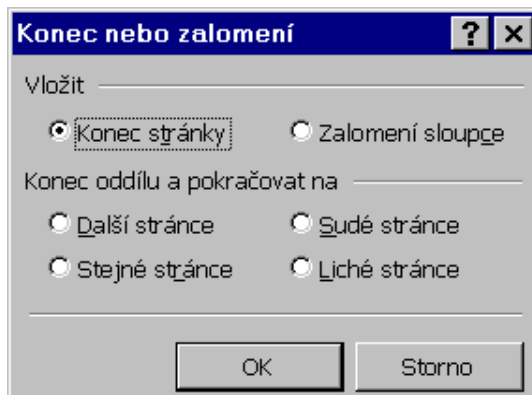 Konec nebo zalomení
Vložit
Konec stránky Zalomení sloupce
Konec oddílu a pokračovat na
Další stránce Sudé stránce
Stejné stránce Liché stránce
OK Storno